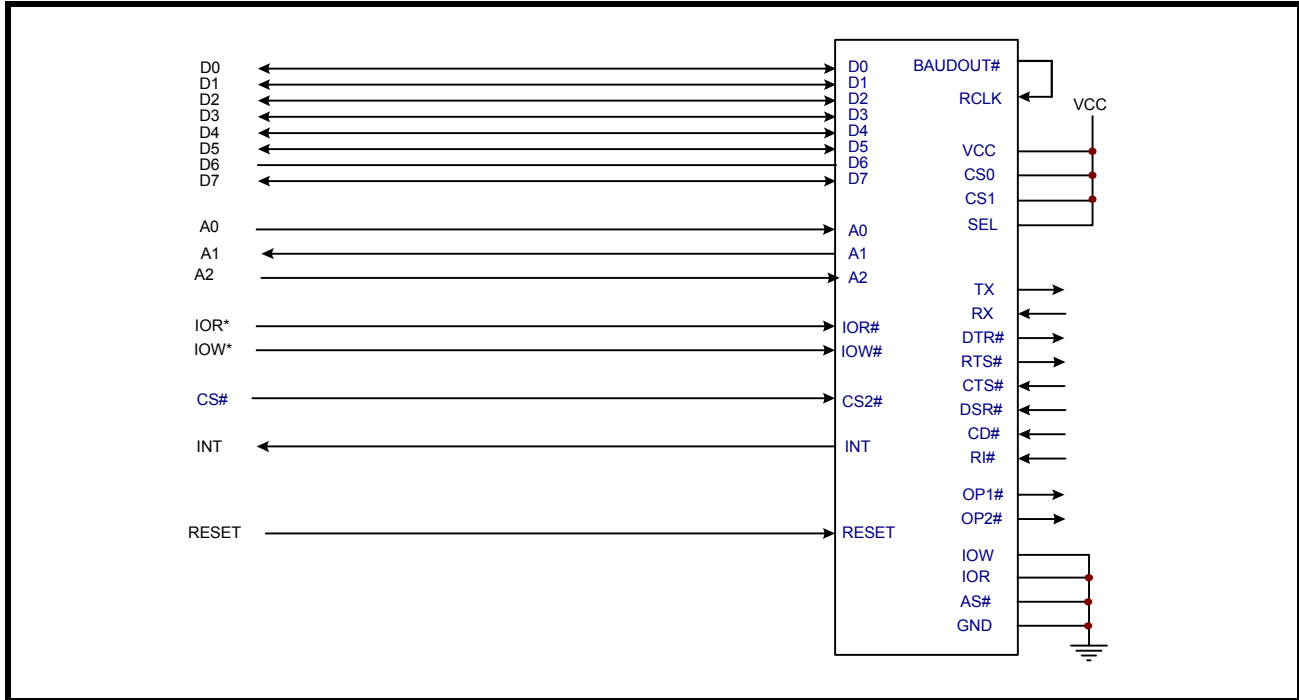 D0
D1
D2
D3
D4
D5
D6
D7
A0
A1
A2
IOR*
IOW*
CS#
INT
RESET
D0
D1
D2
D3
D4
D5
D6
D7
A0
A1
A2
IOR#
IOW#
CS2#
INT
RESET
BAUDOUT#
RCLK
VCC
CS0
CS1
SEL
TX
RX
DTR#
RTS#
CTS#
DSR#
CD#
RI#
OP1#
OP2#
IOW
IOR
AS#
GND
VCC